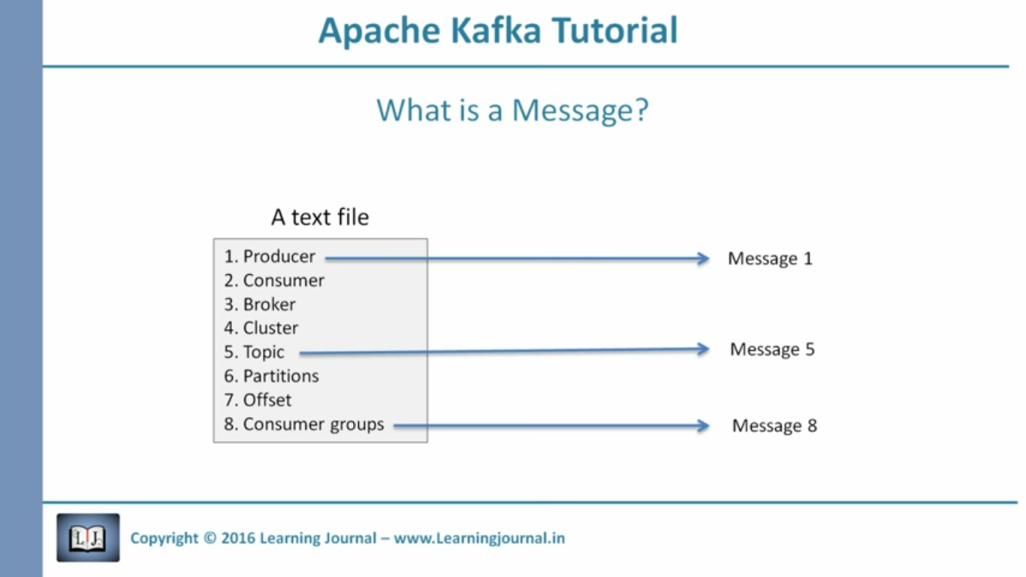 Apache Kafka Tutorial
What is a Message?
A text file
1. Producer
Message 1
2. Consumer
3. Broker
4. Cluster
5. Topic
Message 5
6. Partitions
7. Offset
8. Consumer groups
Message 8
LJ
Copyright © 2016 Learning Journal – www.Learningjournal.in